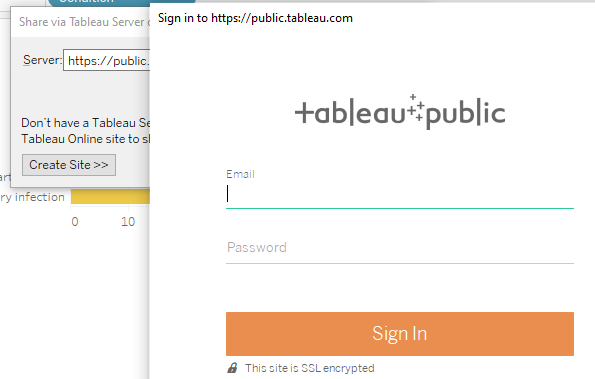 Condition
Share via Tableau Server o
Sign in to https://public.tableau.com
Server: https://public.
tableau public
Don't have a Tableau Se
Tableau Online site to sh
Create Site >>
Email
Password
ry infection
0 10
Sign In
This site is SSL encrypted